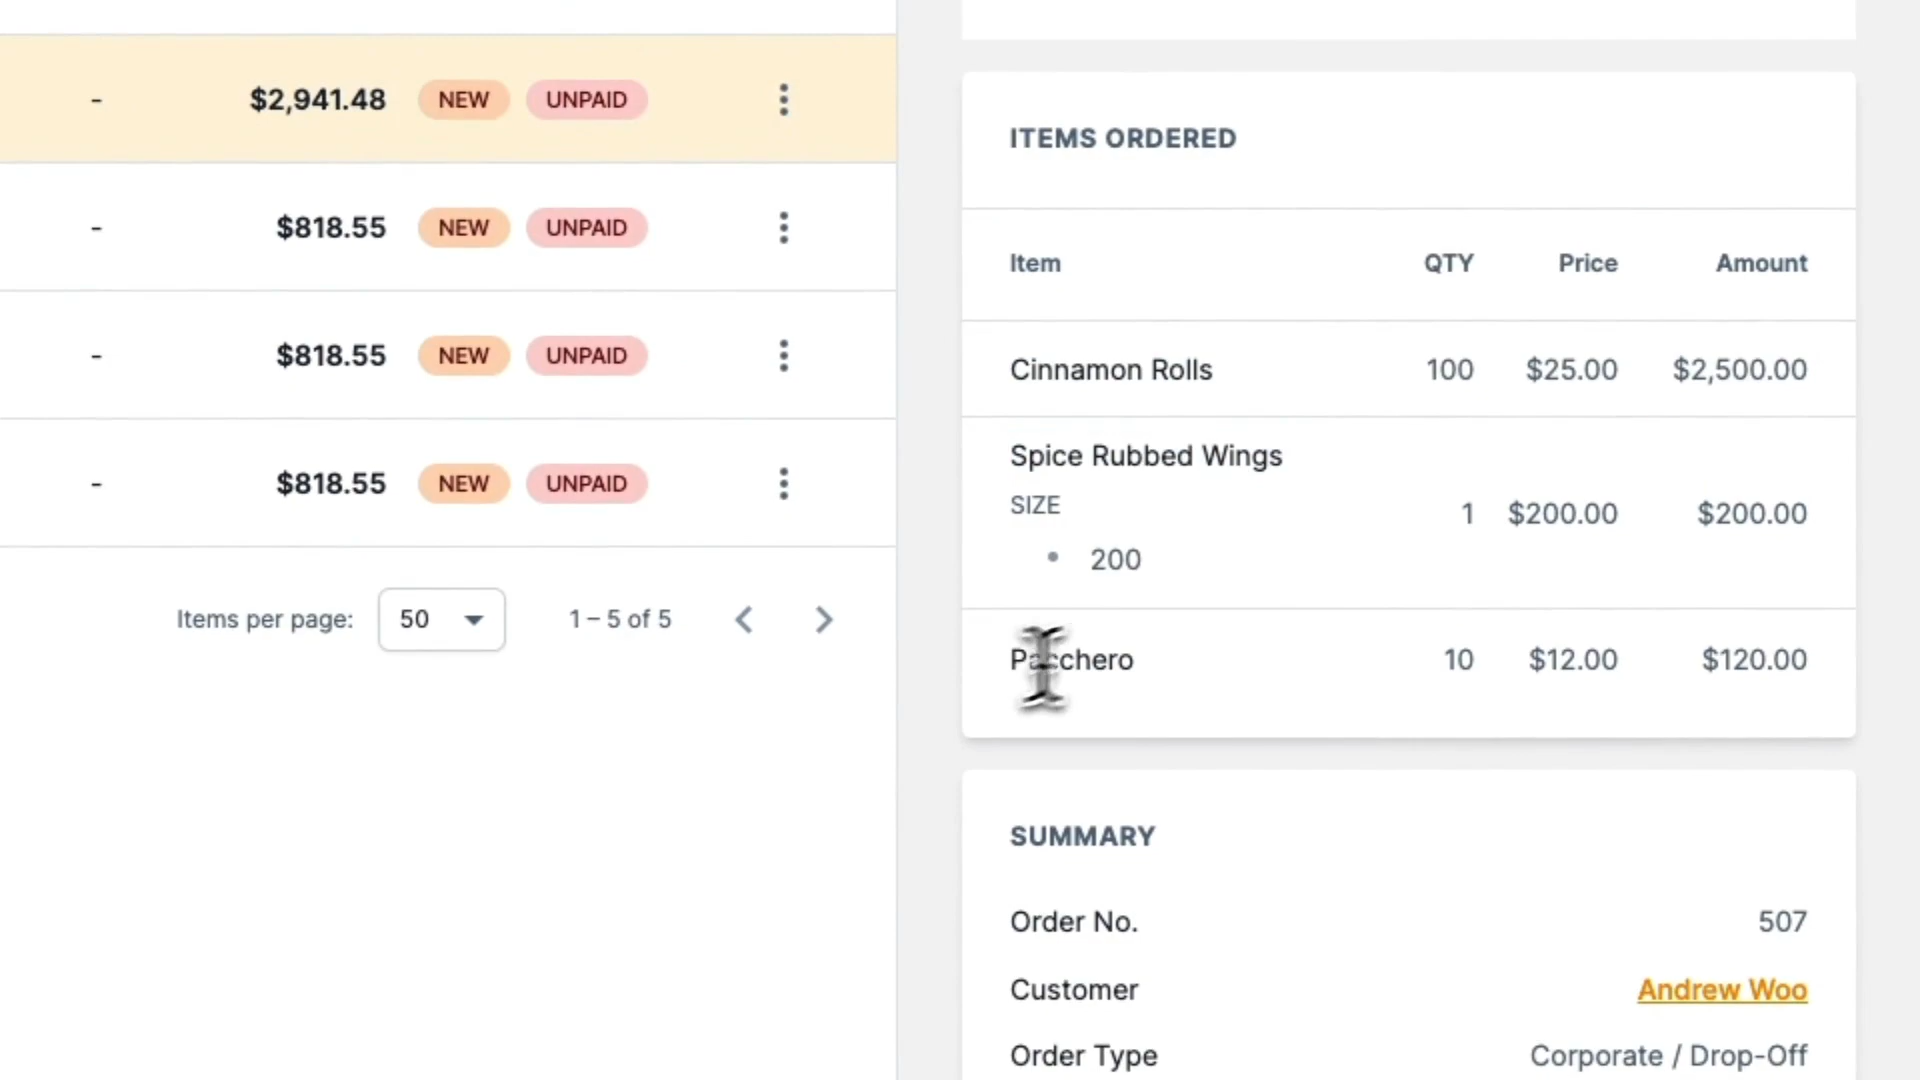 - $2,941.48 NEW UNPAID
- $818.55 NEW UNPAID
- $818.55 NEW UNPAID
- $818.55 NEW UNPAID
Items per page: 50 1 – 5 of 5
ITEMS ORDERED
Item QTY Price Amount
Cinnamon Rolls 100 $25.00 $2,500.00
Spice Rubbed Wings
SIZE
1 $200.00 $200.00
• 200
10 $12.00 $120.00
SUMMARY
Order No. 507
Customer Andrew Woo
Order Type Corporate / Drop-Off